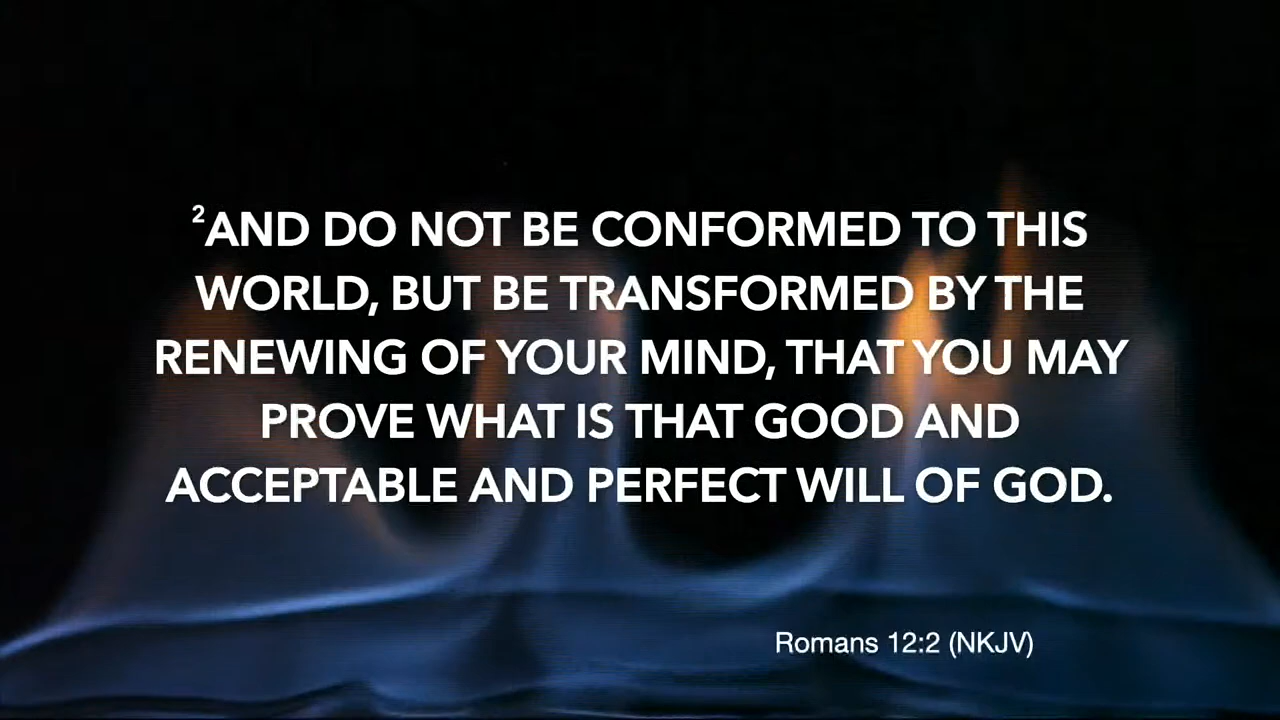 ²AND DO NOT BE CONFORMED TO THIS
WORLD, BUT BE TRANSFORMED BY THE
RENEWING OF YOUR MIND, THAT YOU MAY
PROVE WHAT IS THAT GOOD AND
ACCEPTABLE AND PERFECT WILL OF GOD.
Romans 12:2 (NKJV)